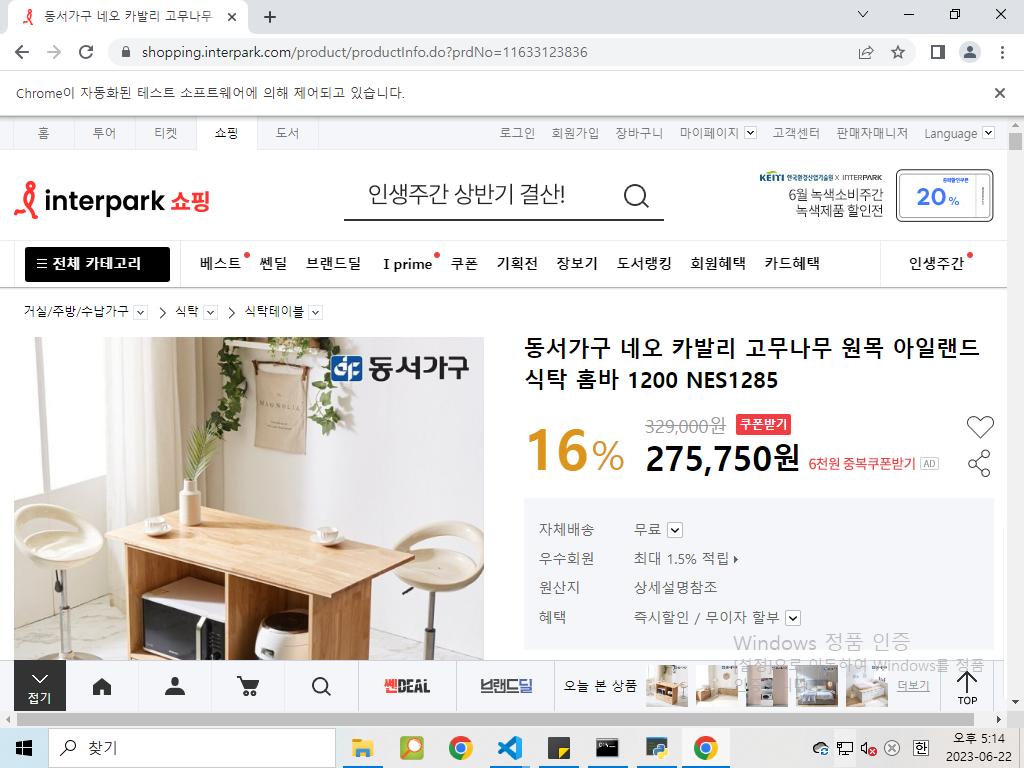 동서가구 네오 카발리 고무나무
shopping.interpark.com/product/productInfo.do?prdNo=11633123836
Chrome이 자동화된 테스트 소프트웨어에 의해 제어되고 있습니다.
홈 투어 티켓 쇼핑 도서 로그인 회원가입 장바구니 마이페이지 고객센터 판매자매니저 Language
KEITI 한국환경산업기술원 X INTERPARK
interpark 쇼핑
인생주간 상반기 결산!
6월 녹색소비주간
녹색제품 할인전
20%
전체 카테고리 베스트 쎈딜 브랜드딜 I prime 쿠폰 기획전 장보기 도서랭킹 회원혜택 카드혜택 인생주간
거실/주방/수납가구 식탁 식탁테이블
동서가구
MAGNOLIA
동서가구 네오 카발리 고무나무 원목 아일랜드
식탁 홈바 1200 NES1285
16%
329,000원 쿠폰받기
275,750원 6천원 중복쿠폰받기 AD
자체배송 무료
우수회원 최대 1.5% 적립
원산지 상세설명참조
혜택 즉시할인 / 무이자 할부
Windows 정품 인증
[설정]으로 이동하여 Windows를 정품
접기
쎈DEAL
브랜드딜
오늘 본 상품
더보기
TOP
찾기
한
오후 5:14
2023-06-22